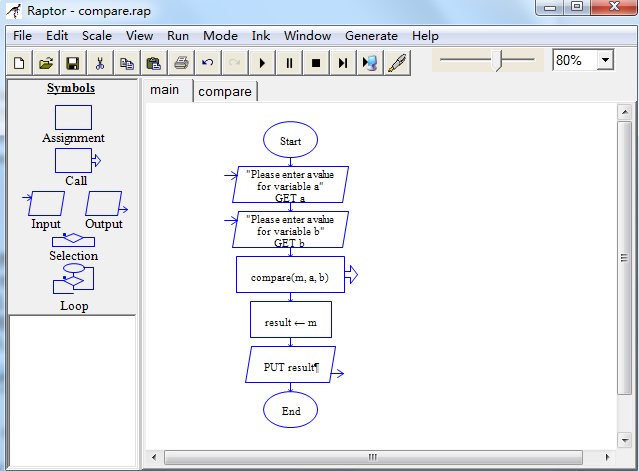 Raptor - compare.rap
File Edit Scale View Run Mode Ink Window Generate Help
80%
Symbols
Assignment
Call
Input Output
Selection
Loop
main compare
Start
"Please enter a value
for variable a"
GET a
"Please enter a value
for variable b"
GET b
compare(m, a, b)
result ← m
PUT result¶
End